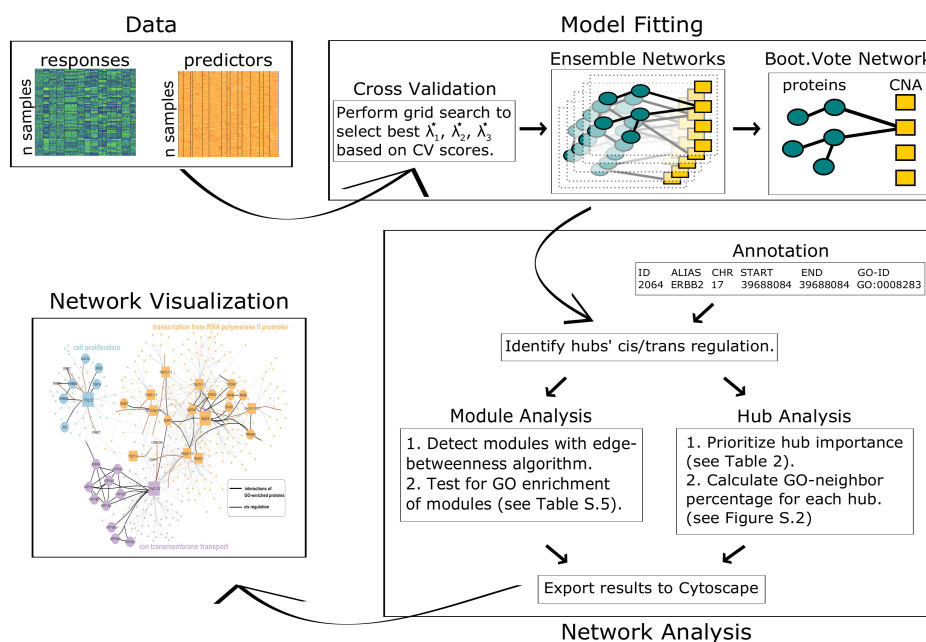 Data
Model Fitting
responses
predictors
n samples
n samples
Cross Validation
Perform grid search to
select best λ*1, λ*2, λ*3
based on CV scores.
Ensemble Networks
Boot.Vote Network
proteins
CNA
Annotation
ID ALIAS CHR START END GO-ID
2064 ERBB2 17 39688084 39688084 GO:0008283
Identify hubs' cis/trans regulation.
Module Analysis
1. Detect modules with edge-
betweenness algorithm.
2. Test for GO enrichment
of modules (see Table S.5).
Hub Analysis
1. Prioritize hub importance
(see Table 2).
2. Calculate GO-neighbor
percentage for each hub.
(see Figure S.2)
Export results to Cytoscape
Network Analysis
Network Visualization
transcription from RNA polymerase II promoter
cell proliferation
interactions of
GO-enriched proteins
cis regulation
ion transmembrane transport